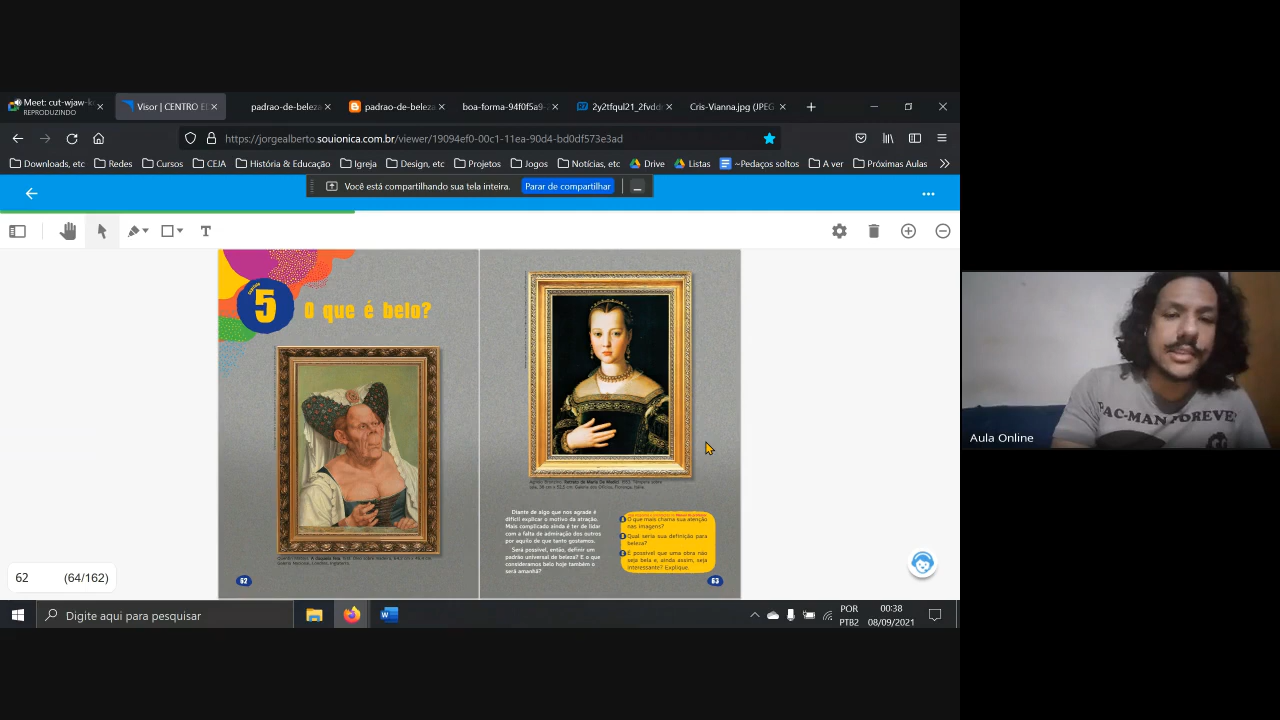 Meet: cut-wjaw-k
REPRODUZINDO
Visor | CENTRO E
padrao-de-beleza
padrao-de-beleza
boa-forma-94f0f5a9-
2y2tfqul21_2fvdd
Cris-Vianna.jpg (JPEG
https://jorgealberto.souionica.com.br/viewer/19094ef0-00c1-11ea-90d4-bd0df573e3ad
Downloads, etc
Redes
Cursos
CEJA
História & Educação
Igreja
Design, etc
Projetos
Jogos
Notícias, etc
Drive
Listas
~Pedaços soltos
A ver
Próximas Aulas
Você está compartilhando sua tela inteira.
Parar de compartilhar
T
5
O que é belo?
Diante de algo que nos agrade é
difícil explicar o motivo da atração.
Mais complicado ainda é ter de lidar
com a falta de admiração dos outros
por aquilo de que tanto gostamos.
Será possível, então, definir um
padrão universal de beleza? E o que
consideramos belo hoje também o
será amanhã?
O que mais chama sua atenção
nas imagens?
Qual seria sua definição para
beleza?
É possível que uma obra não
seja bela e, ainda assim, seja
interessante? Explique.
62
63
62
(64/162)
PAC-MAN FOREVER
Aula Online
Digite aqui para pesquisar
POR
PTB2
00:38
08/09/2021